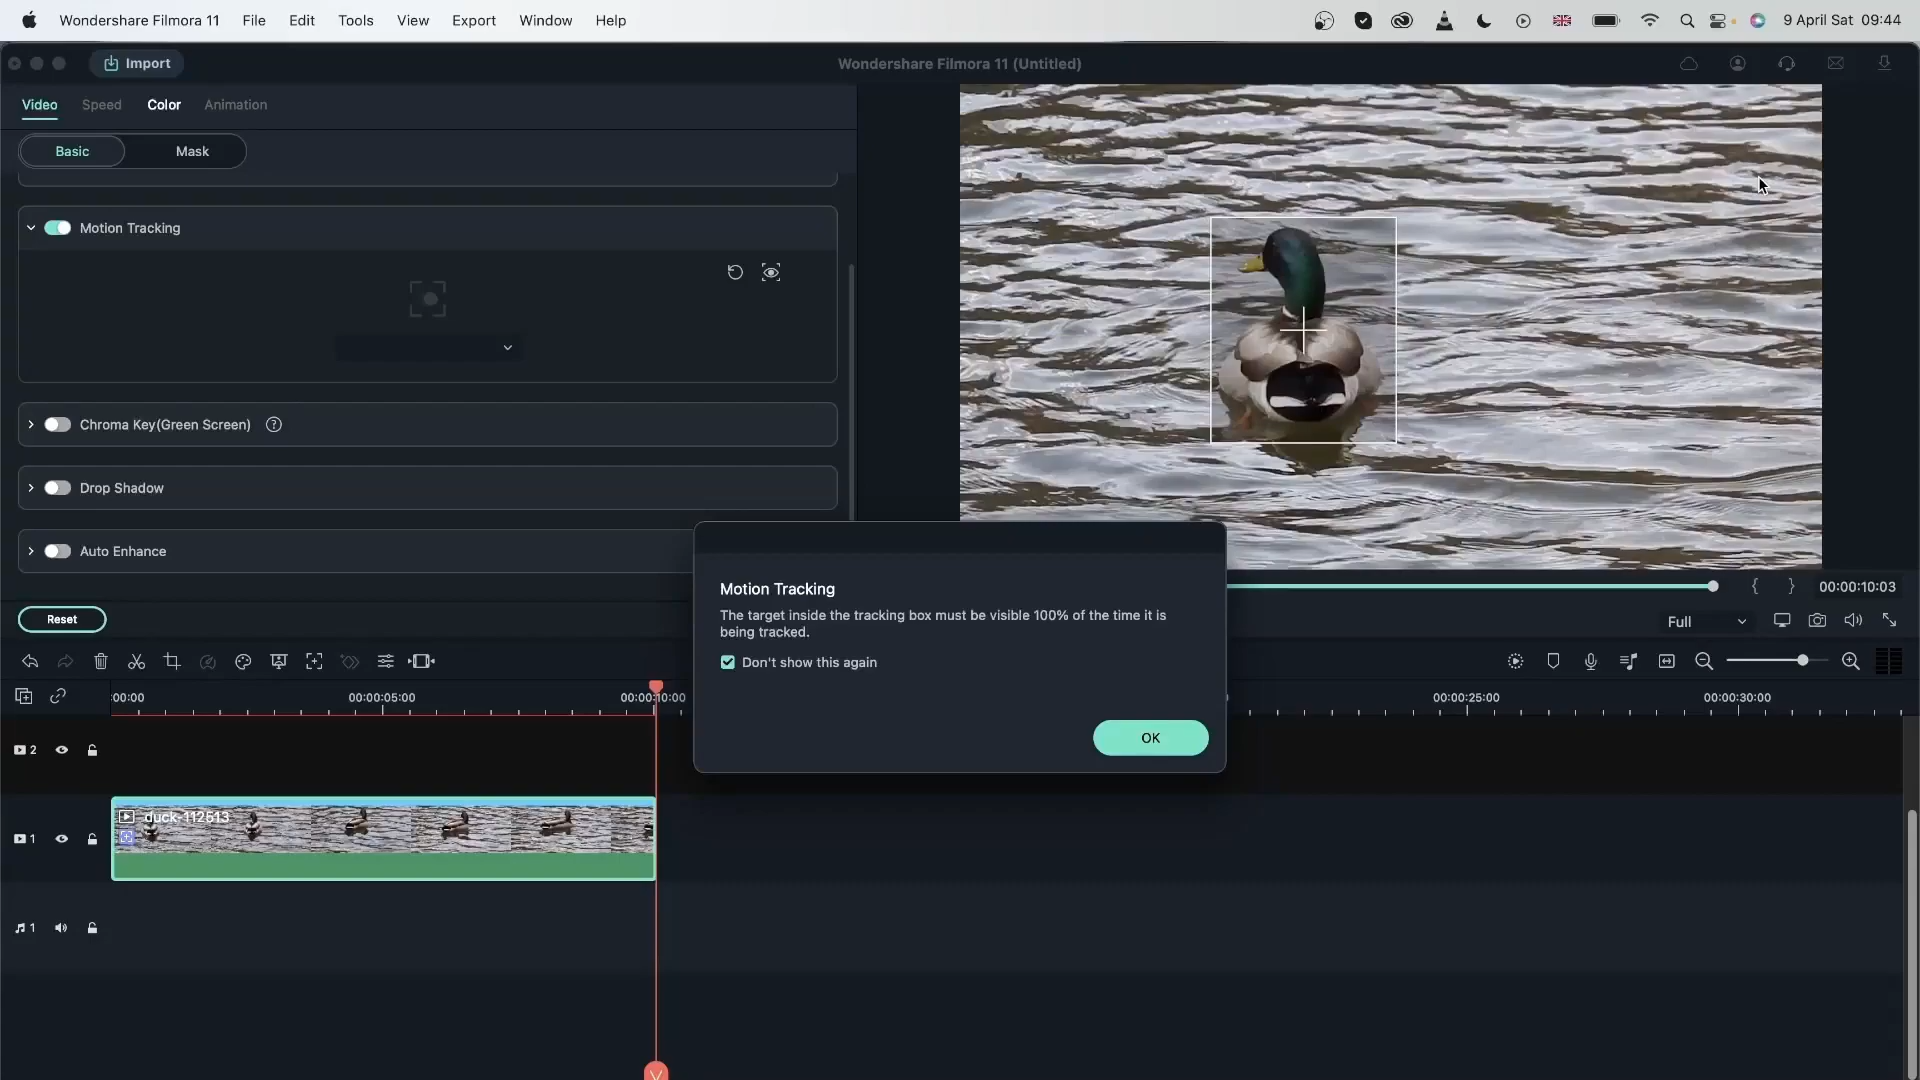 Wondershare Filmora 11 File Edit Tools View Export Window Help 9 April Sat 09:44
Import Wondershare Filmora 11 (Untitled)
Video Speed Color Animation
Basic Mask
Motion Tracking
Chroma Key(Green Screen) ?
Drop Shadow
Auto Enhance
Reset
{ } 00:00:10:03
Full
Motion Tracking
The target inside the tracking box must be visible 100% of the time it is
being tracked.
Don't show this again
OK
:00:00 00:00:05:00 00:00:10:00 00:00:25:00 00:00:30:00
2
duck-112513
1
1